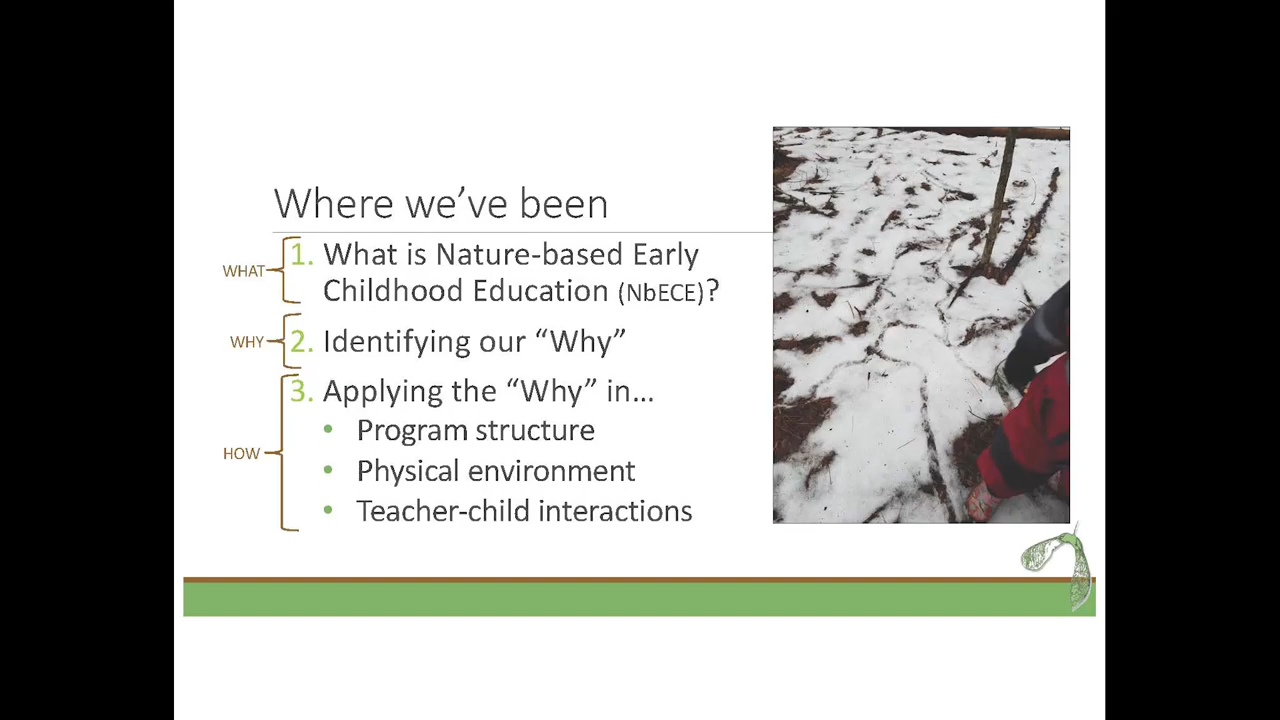 Where we’ve been
WHAT
1. What is Nature-based Early
Childhood Education (NbECE)?
WHY
2. Identifying our “Why”
HOW
3. Applying the “Why” in…
• Program structure
• Physical environment
• Teacher-child interactions